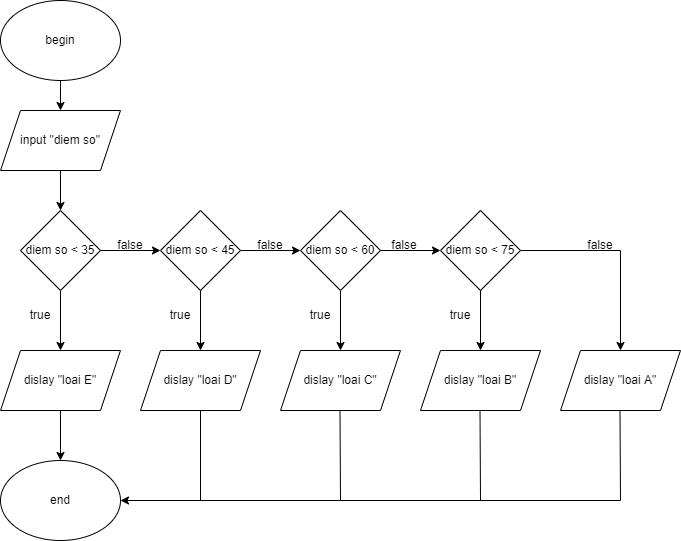 begin
input "diem so"
diem so < 35
false
diem so < 45
false
diem so < 60
false
diem so < 75
false
true
true
true
true
dislay "loai E"
dislay "loai D"
dislay "loai C"
dislay "loai B"
dislay "loai A"
end